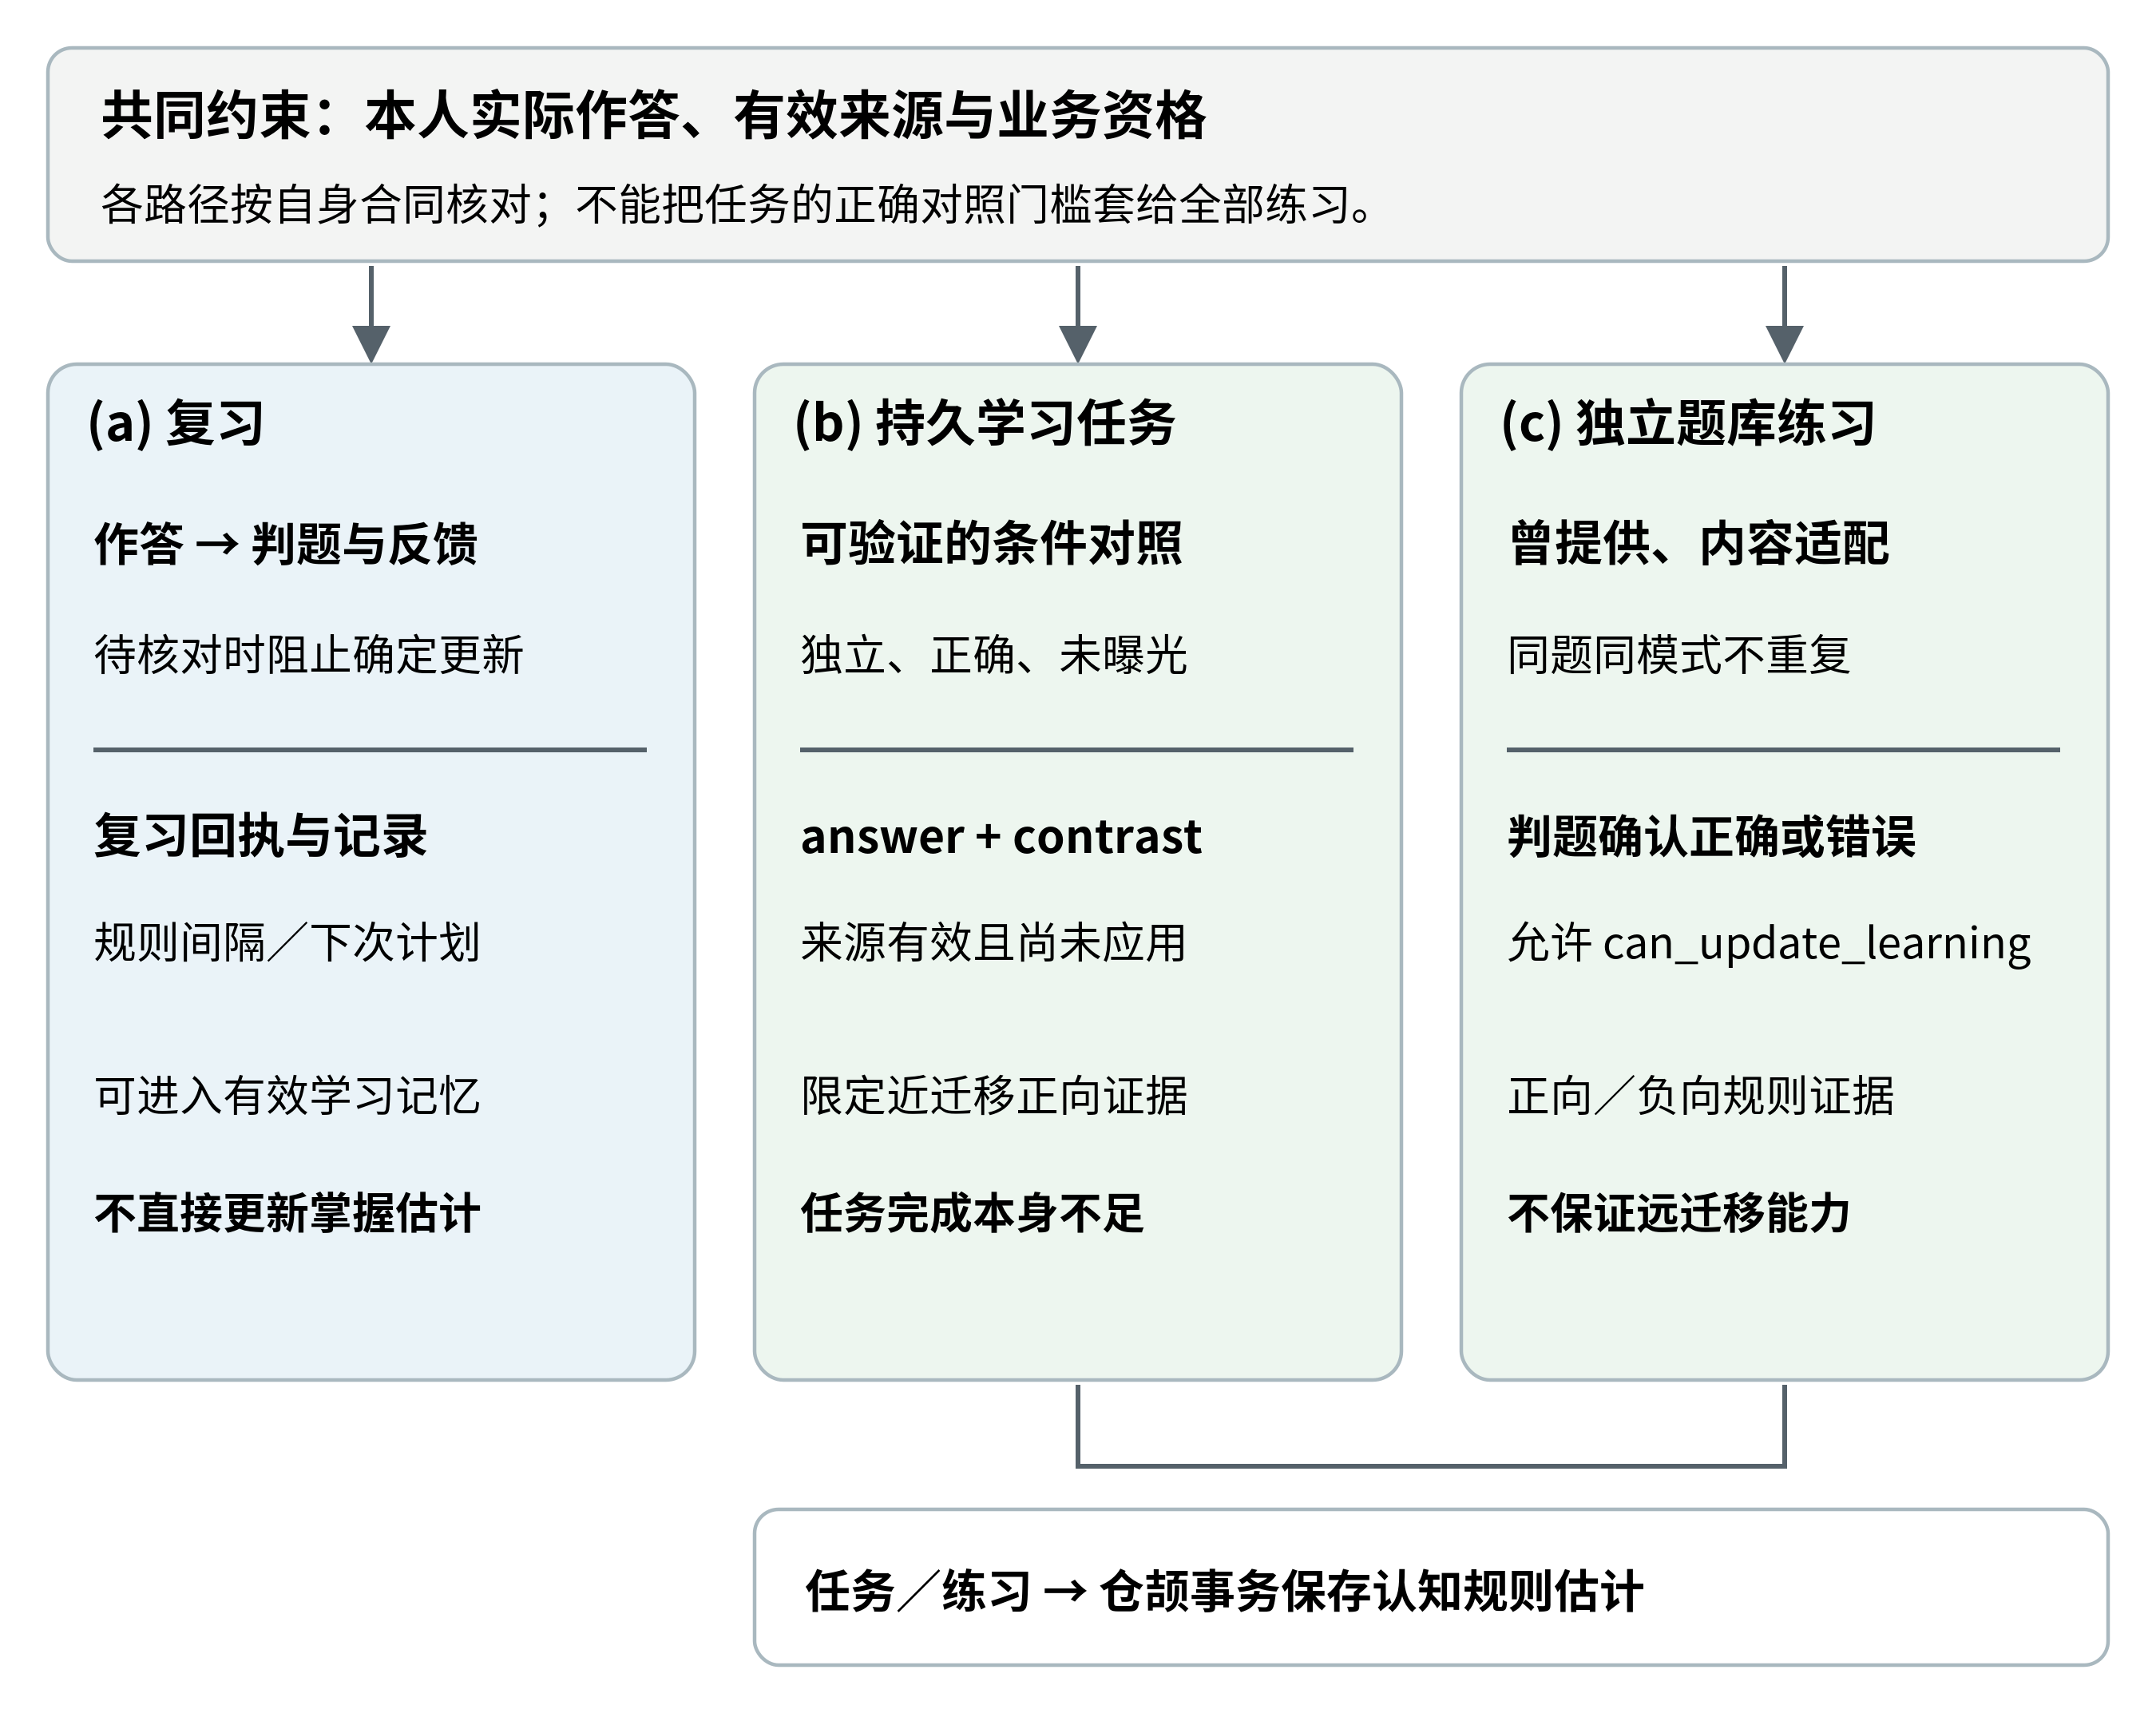 共同约束：本人实际作答、有效来源与业务资格
各路径按自身合同核对；不能把任务的正确对照门槛套给全部练习。
(a) 复习
作答 → 判题与反馈
待核对时阻止确定更新
复习回执与记录
规则间隔／下次计划
可进入有效学习记忆
不直接更新掌握估计
(b) 持久学习任务
可验证的条件对照
独立、正确、未曝光
answer + contrast
来源有效且尚未应用
限定近迁移正向证据
任务完成本身不足
(c) 独立题库练习
曾提供、内容适配
同题同模式不重复
判题确认正确或错误
允许 can_update_learning
正向／负向规则证据
不保证远迁移能力
任务／练习 → 仓颉事务保存认知规则估计